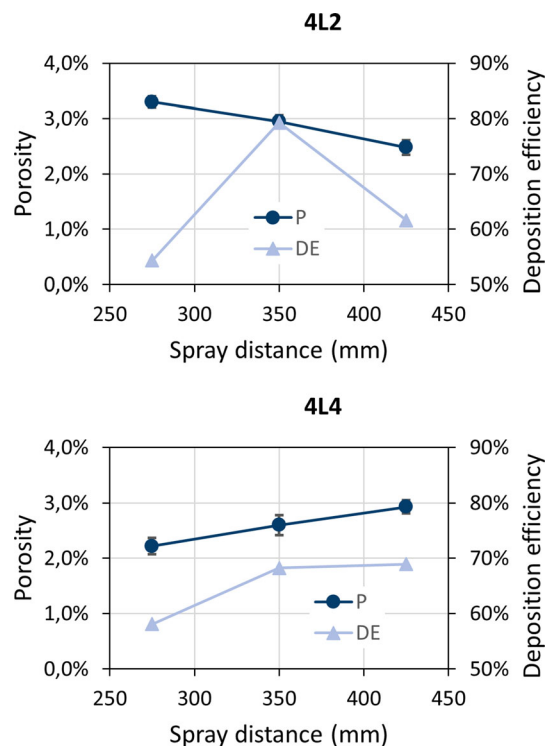 4L2
4,0%
3,0%
2,0%
1,0%
0,0%
Porosity
90%
80%
70%
60%
50%
Deposition efficiency
P
DE
250 300 350 400 450
Spray distance (mm)
4L4
4,0%
3,0%
2,0%
1,0%
0,0%
Porosity
90%
80%
70%
60%
50%
Deposition efficiency
P
DE
250 300 350 400 450
Spray distance (mm)